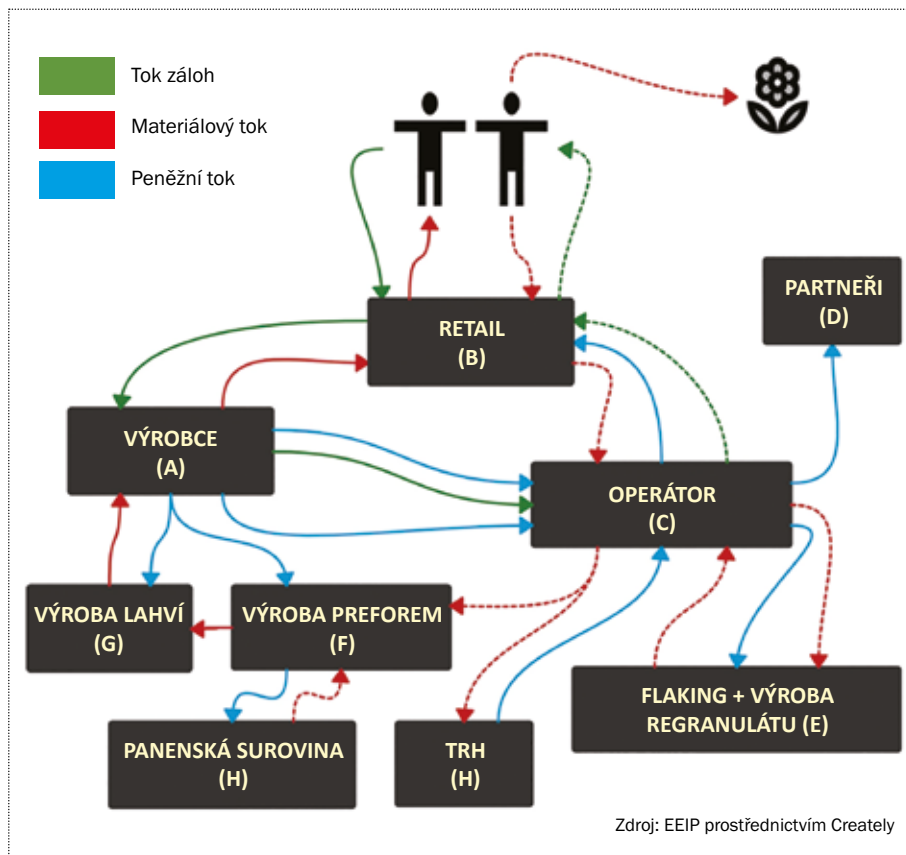 Tok záloh
Materiálový tok
Peněžní tok
PARTNEŘI
(D)
RETAIL
(B)
VÝROBCE
(A)
OPERÁTOR
(C)
VÝROBA LAHVÍ
(G)
VÝROBA PREFOREM
(F)
FLAKING + VÝROBA
REGRANULÁTU (E)
PANENSKÁ SUROVINA
(H)
TRH
(H)
Zdroj: EEIP prostřednictvím Creately